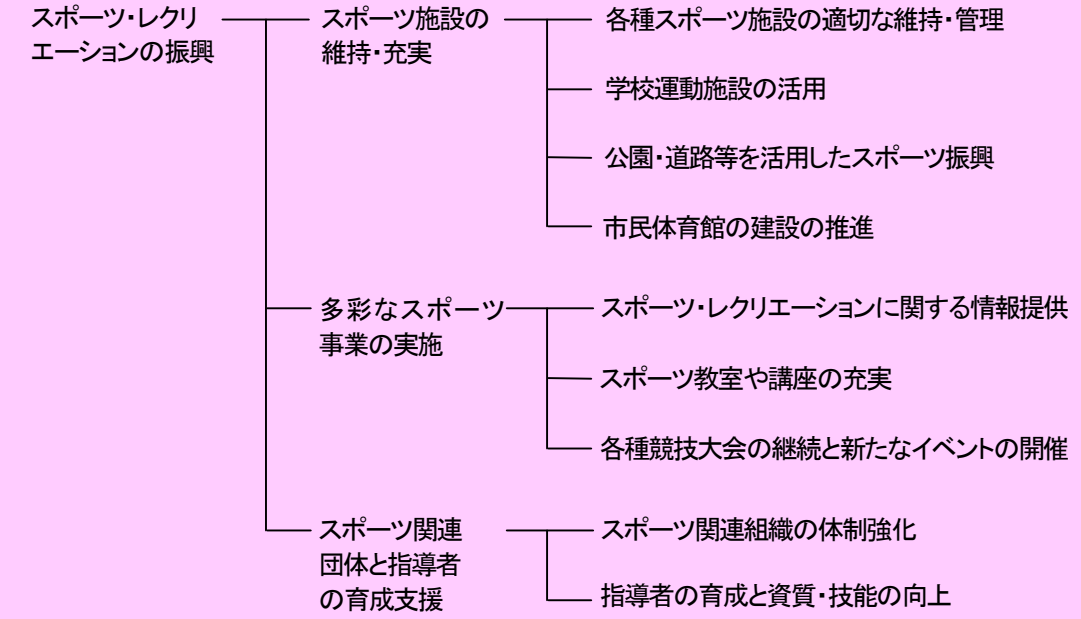 スポーツ・レクリ
エーションの振興
スポーツ施設の
維持・充実
各種スポーツ施設の適切な維持・管理
学校運動施設の活用
公園・道路等を活用したスポーツ振興
市民体育館の建設の推進
多彩なスポーツ
事業の実施
スポーツ・レクリエーションに関する情報提供
スポーツ教室や講座の充実
各種競技大会の継続と新たなイベントの開催
スポーツ関連
団体と指導者
の育成支援
スポーツ関連組織の体制強化
指導者の育成と資質・技能の向上